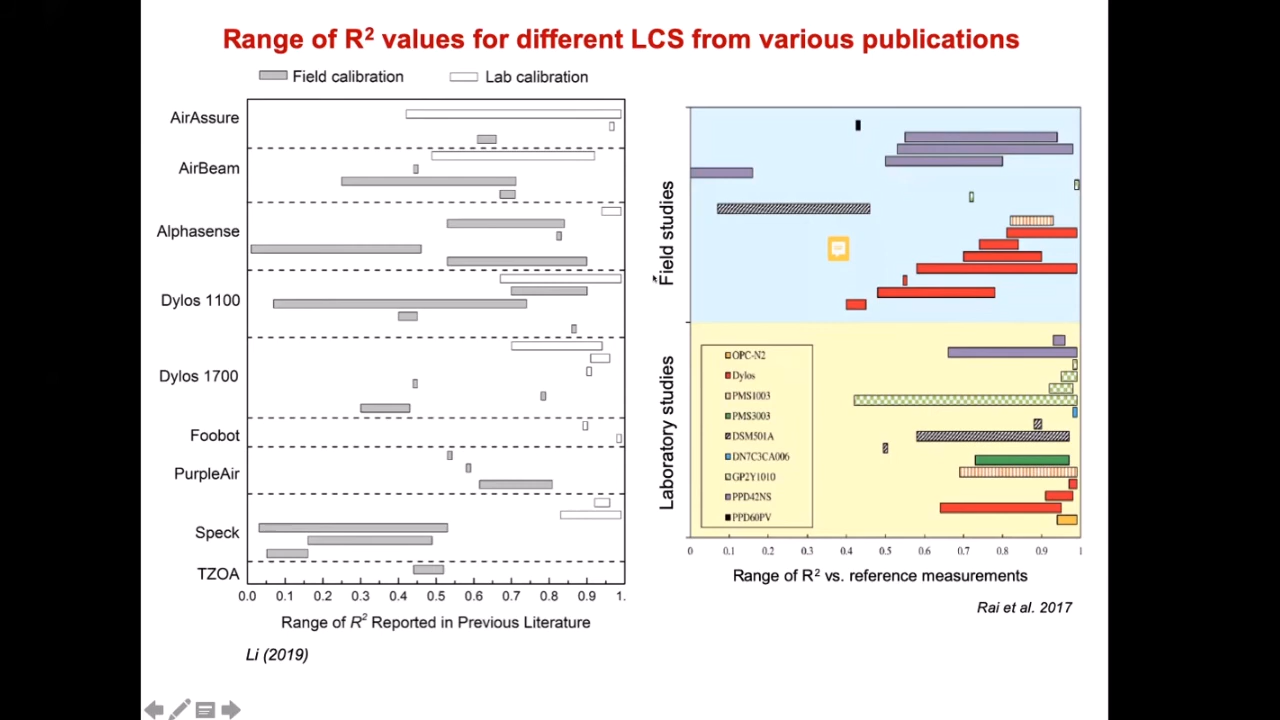 Range of R² values for different LCS from various publications
Field calibration
Lab calibration
AirAssure
AirBeam
Alphasense
Dylos 1100
Dylos 1700
Foobot
PurpleAir
Speck
TZOA
0.0 0.1 0.2 0.3 0.4 0.5 0.6 0.7 0.8 0.9 1.
Range of R² Reported in Previous Literature
Li (2019)
Field studies
Laboratory studies
OPC-N2
Dylos
PMS1003
PMS3003
DSM501A
DN7C3CA006
GP2Y1010
PPD42NS
PPD60PV
0 0.1 0.2 0.3 0.4 0.5 0.6 0.7 0.8 0.9 1
Range of R² vs. reference measurements
Rai et al. 2017